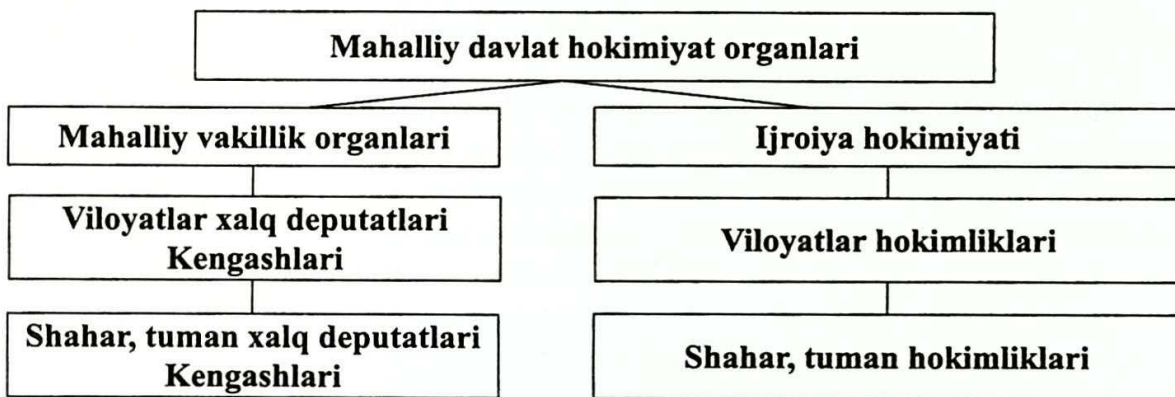 Mahalliy davlat hokimiyat organlari
Mahalliy vakillik organlari
Ijroiya hokimiyati
Viloyatlar xalq deputatlari
Kengashlari
Viloyatlar hokimliklari
Shahar, tuman xalq deputatlari
Kengashlari
Shahar, tuman hokimliklari